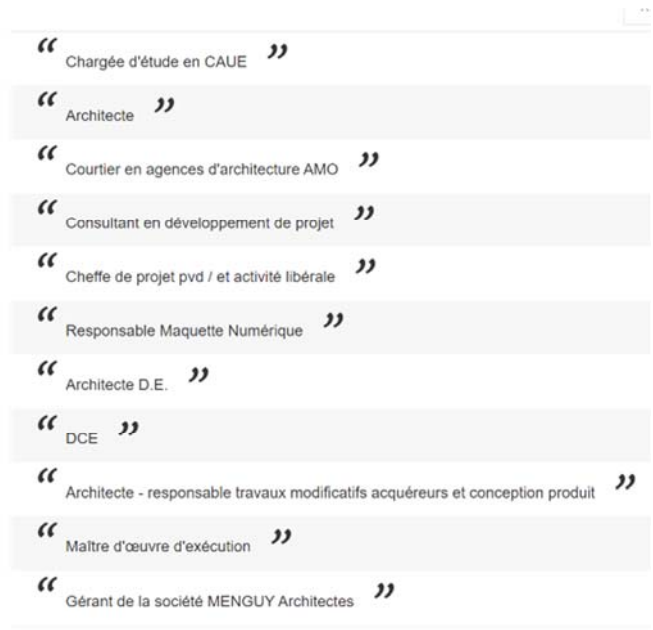 “ Chargée d'étude en CAUE ”
“ Architecte ”
“ Courtier en agences d'architecture AMO ”
“ Consultant en développement de projet ”
“ Cheffe de projet pvd / et activité libérale ”
“ Responsable Maquette Numérique ”
“ Architecte D.E. ”
“ DCE ”
“ Architecte - responsable travaux modificatifs acquéreurs et conception produit ”
“ Maître d'œuvre d'exécution ”
“ Gérant de la société MENGUY Architectes ”